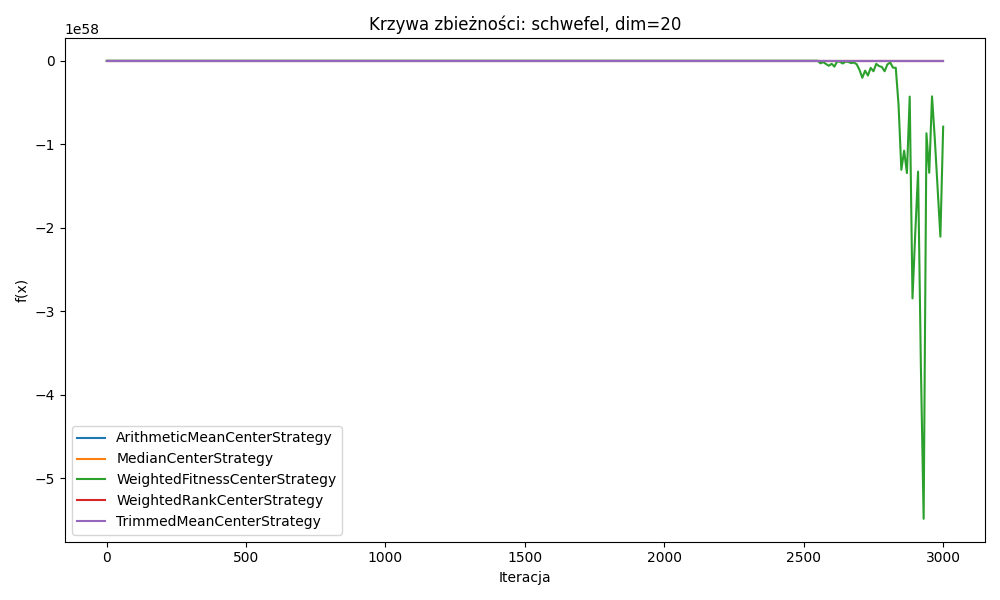 Krzywa zbieżności: schwefel, dim=20
1e58
0
−1
−2
−3
−4
−5
f(x)
ArithmeticMeanCenterStrategy
MedianCenterStrategy
WeightedFitnessCenterStrategy
WeightedRankCenterStrategy
TrimmedMeanCenterStrategy
0 500 1000 1500 2000 2500 3000
Iteracja